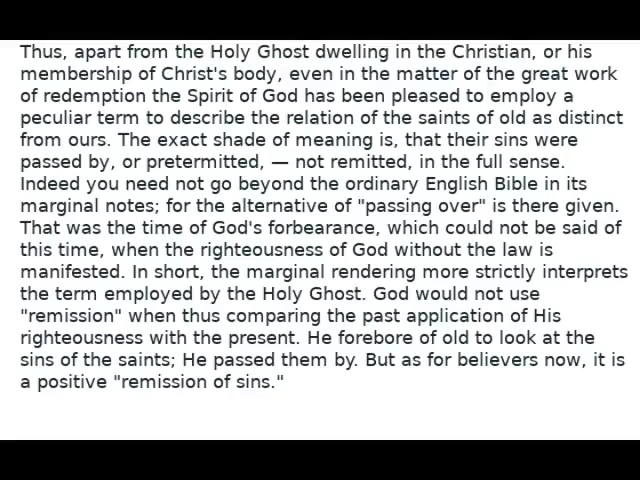 Thus, apart from the Holy Ghost dwelling in the Christian, or his
membership of Christ's body, even in the matter of the great work
of redemption the Spirit of God has been pleased to employ a
peculiar term to describe the relation of the saints of old as distinct
from ours. The exact shade of meaning is, that their sins were
passed by, or pretermitted, — not remitted, in the full sense.
Indeed you need not go beyond the ordinary English Bible in its
marginal notes; for the alternative of "passing over" is there given.
That was the time of God's forbearance, which could not be said of
this time, when the righteousness of God without the law is
manifested. In short, the marginal rendering more strictly interprets
the term employed by the Holy Ghost. God would not use
"remission" when thus comparing the past application of His
righteousness with the present. He forebore of old to look at the
sins of the saints; He passed them by. But as for believers now, it is
a positive "remission of sins."